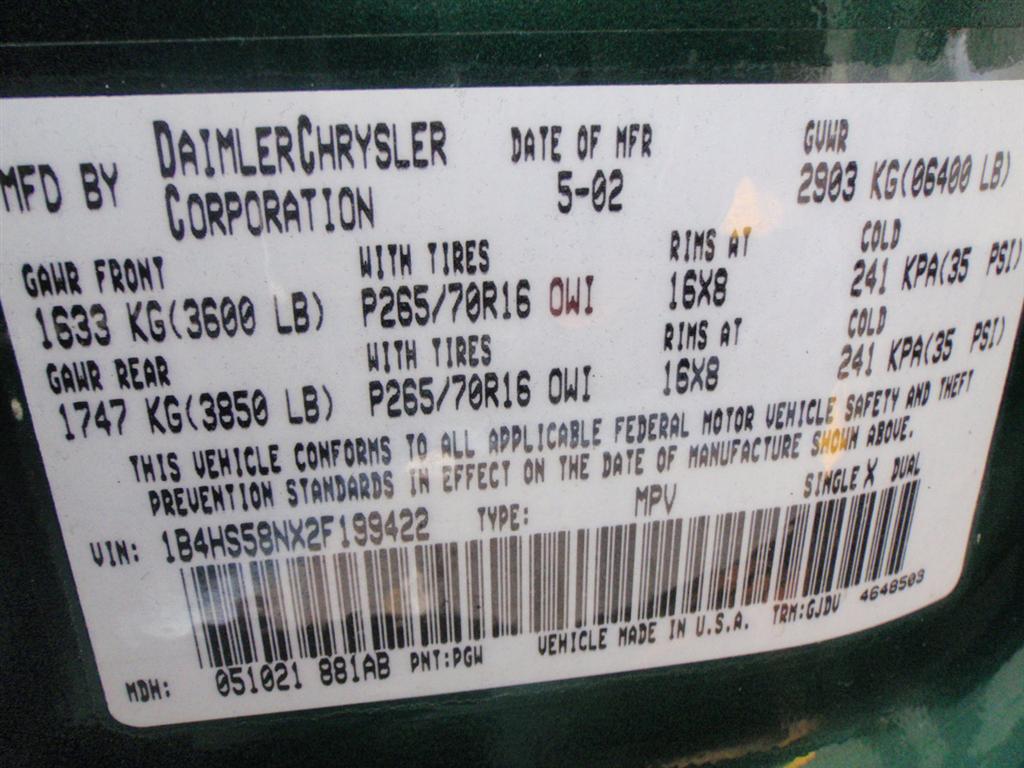 MFD BY DAIMLERCHRYSLER CORPORATION
DATE OF MFR 5-02
GVWR 2903 KG(06400 LB)
GAWR FRONT WITH TIRES RIMS AT COLD
1633 KG(3600 LB) P265/70R16 OWI 16X8 241 KPA(35 PSI)
GAWR REAR WITH TIRES RIMS AT COLD
1747 KG(3850 LB) P265/70R16 OWI 16X8 241 KPA(35 PSI)
THIS VEHICLE CONFORMS TO ALL APPLICABLE FEDERAL MOTOR VEHICLE SAFETY AND THEFT
PREVENTION STANDARDS IN EFFECT ON THE DATE OF MANUFACTURE SHOWN ABOVE.
VIN: 1B4HS58NX2F199422 TYPE: MPV SINGLE X DUAL
MDH: 051021 881AB PNT:PGW VEHICLE MADE IN U.S.A. TRM:GJDV 4648503